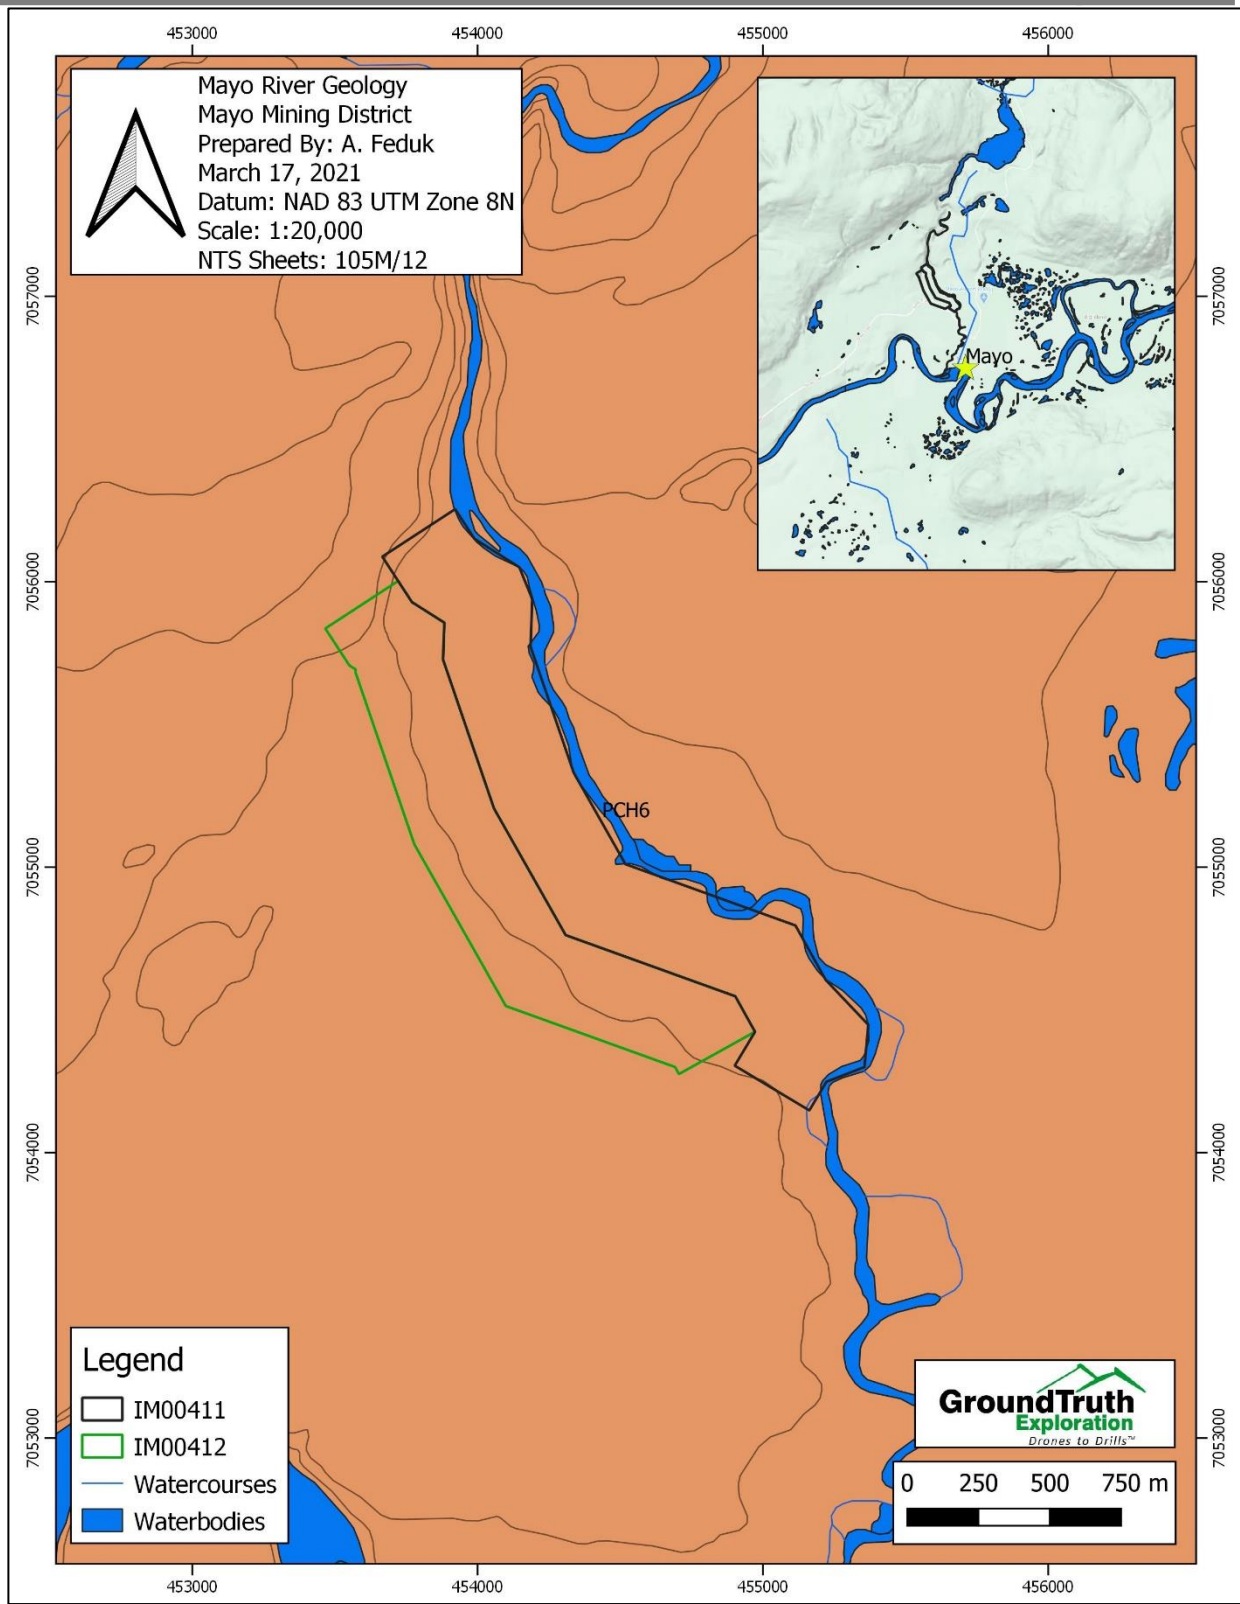 453000 454000 455000 456000
Mayo River Geology
Mayo Mining District
Prepared By: A. Feduk
March 17, 2021
Datum: NAD 83 UTM Zone 8N
Scale: 1:20,000
NTS Sheets: 105M/12
Mayo
7057000 7057000
7056000 7056000
PCH6
7055000 7055000
7054000 7054000
7053000 7053000
Legend
IM00411
IM00412
Watercourses
Waterbodies
GroundTruth
Exploration
Drones to Drills™
0 250 500 750 m
453000 454000 455000 456000